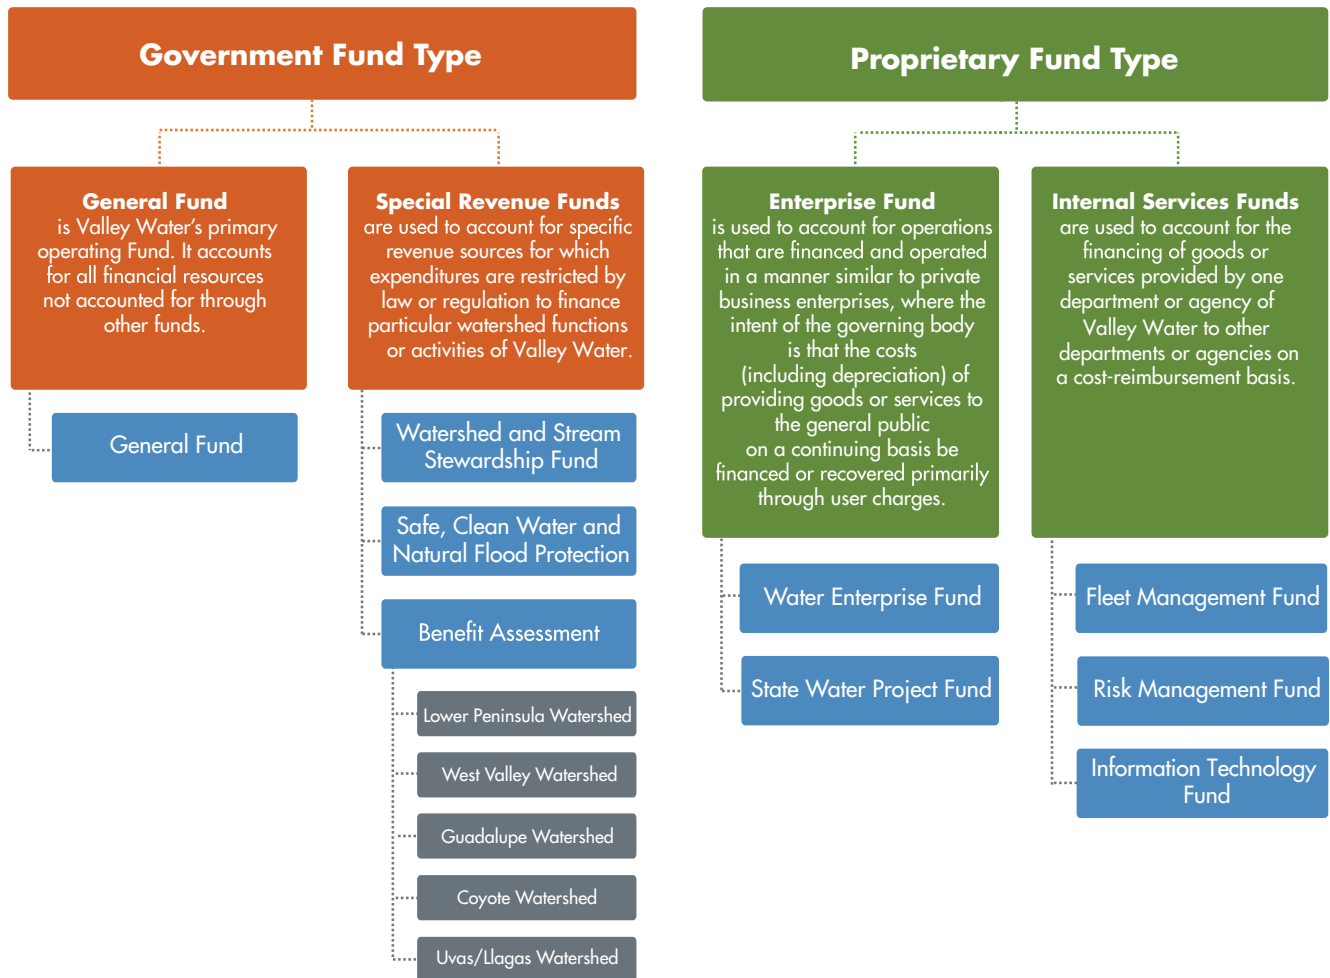 Government Fund Type
General Fund
is Valley Water's primary
operating Fund. It accounts
for all financial resources
not accounted for through
other funds.
General Fund
Special Revenue Funds
are used to account for specific
revenue sources for which
expenditures are restricted by
law or regulation to finance
particular watershed functions
or activities of Valley Water.
Watershed and Stream
Stewardship Fund
Safe, Clean Water and
Natural Flood Protection
Benefit Assessment
Lower Peninsula Watershed
West Valley Watershed
Guadalupe Watershed
Coyote Watershed
Uvas/Llagas Watershed
Proprietary Fund Type
Enterprise Fund
is used to account for operations
that are financed and operated
in a manner similar to private
business enterprises, where the
intent of the governing body
is that the costs
(including depreciation) of
providing goods or services to
the general public
on a continuing basis be
financed or recovered primarily
through user charges.
Water Enterprise Fund
State Water Project Fund
Internal Services Funds
are used to account for the
financing of goods or
services provided by one
department or agency of
Valley Water to other
departments or agencies on
a cost-reimbursement basis.
Fleet Management Fund
Risk Management Fund
Information Technology
Fund